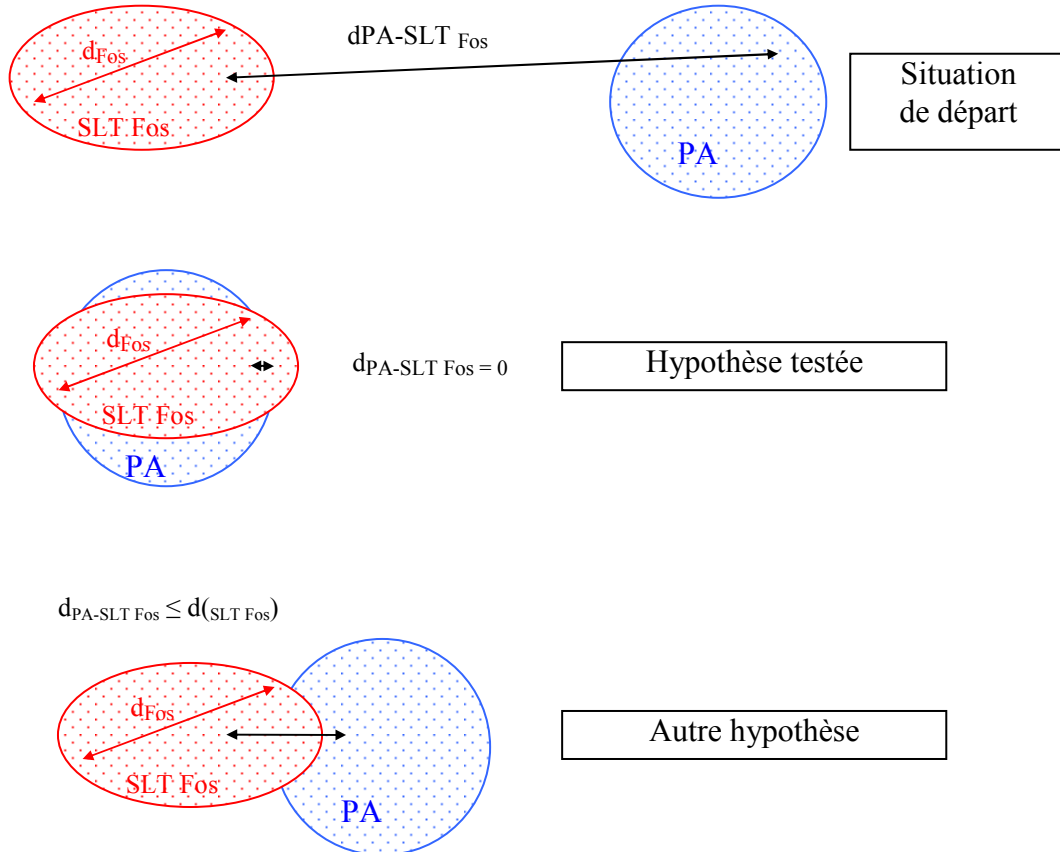 dPA-SLT Fos
dFos
SLT Fos
PA
Situation
de départ
dFos
SLT Fos
PA
dPA-SLT Fos = 0
Hypothèse testée
dPA-SLT Fos ≤ d(SLT Fos)
dFos
SLT Fos
PA
Autre hypothèse